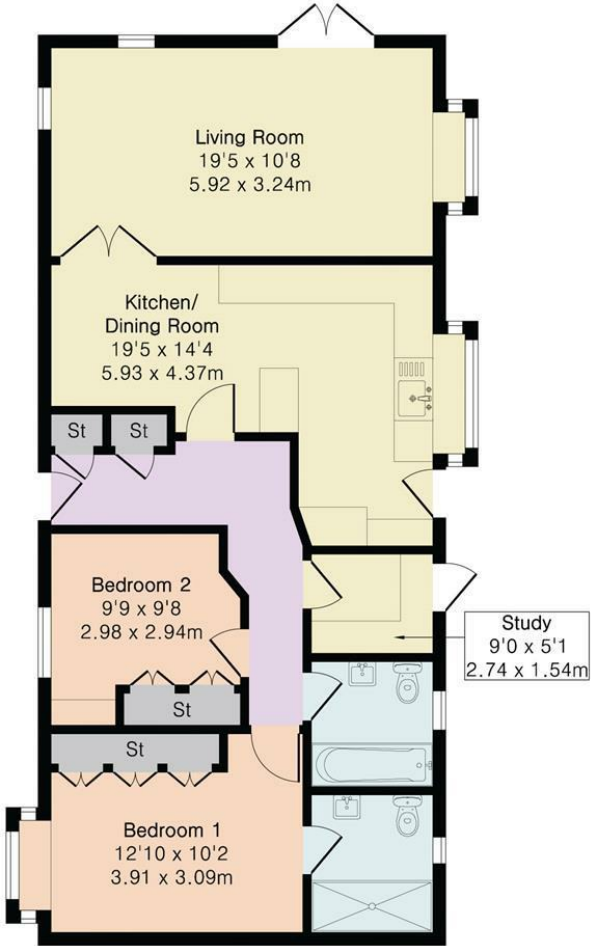 Living Room
19'5 x 10'8
5.92 x 3.24m
Kitchen/
Dining Room
19'5 x 14'4
5.93 x 4.37m
St
St
Bedroom 2
9'9 x 9'8
2.98 x 2.94m
Study
9'0 x 5'1
2.74 x 1.54m
St
St
Bedroom 1
12'10 x 10'2
3.91 x 3.09m